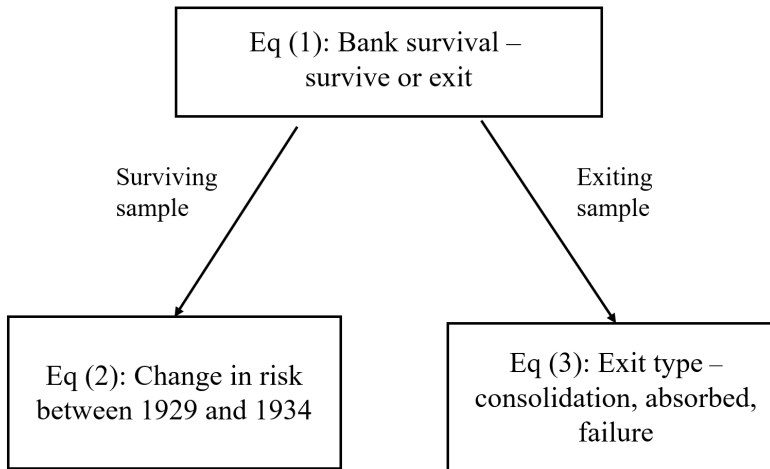 Eq (1): Bank survival –
survive or exit
Surviving
sample
Exiting
sample
Eq (2): Change in risk
between 1929 and 1934
Eq (3): Exit type –
consolidation, absorbed,
failure